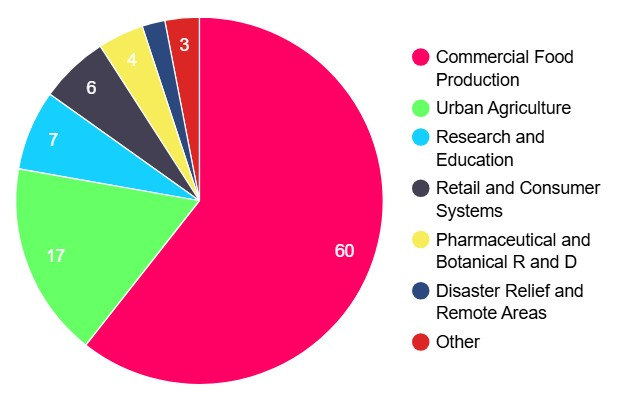 3
4
6
7
17
60
Commercial Food
Production
Urban Agriculture
Research and
Education
Retail and Consumer
Systems
Pharmaceutical and
Botanical R and D
Disaster Relief and
Remote Areas
Other